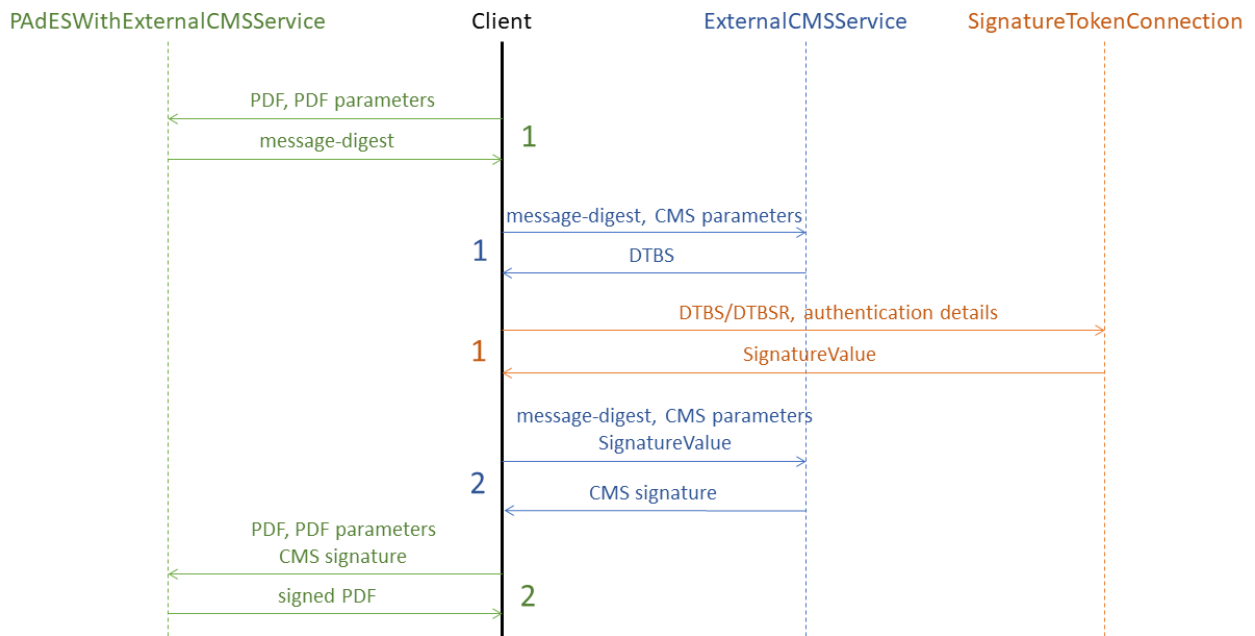 PAdESWithExternalCMSService
Client
ExternalCMSService
SignatureTokenConnection
PDF, PDF parameters
message-digest
1
message-digest, CMS parameters
1
DTBS
DTBS/DTBSR, authentication details
1
SignatureValue
message-digest, CMS parameters
SignatureValue
2
CMS signature
PDF, PDF parameters
CMS signature
2
signed PDF